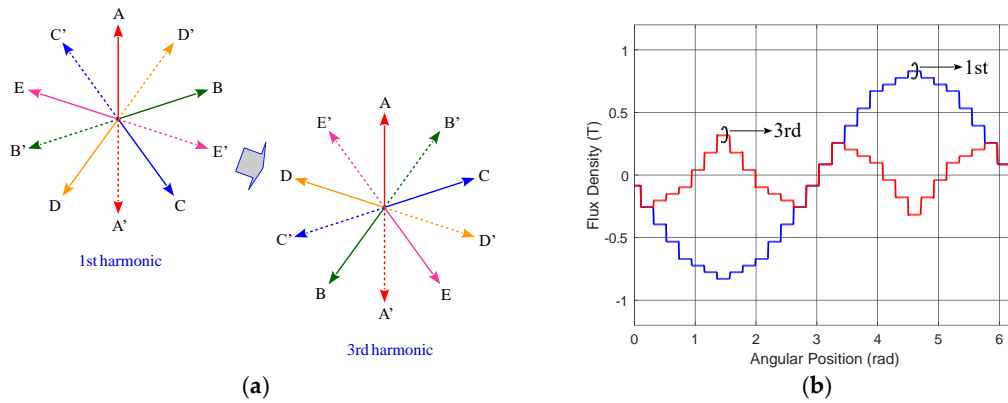 A
C'
D'
E
B
B'
E'
D
C
A'
1st harmonic
A
E'
B'
D
C
C'
D'
B
E
A'
3rd harmonic
(a)
1
0.5
0
-0.5
-1
Flux Density (T)
1st
3rd
0
1
2
3
4
5
6
Angular Position (rad)
(b)